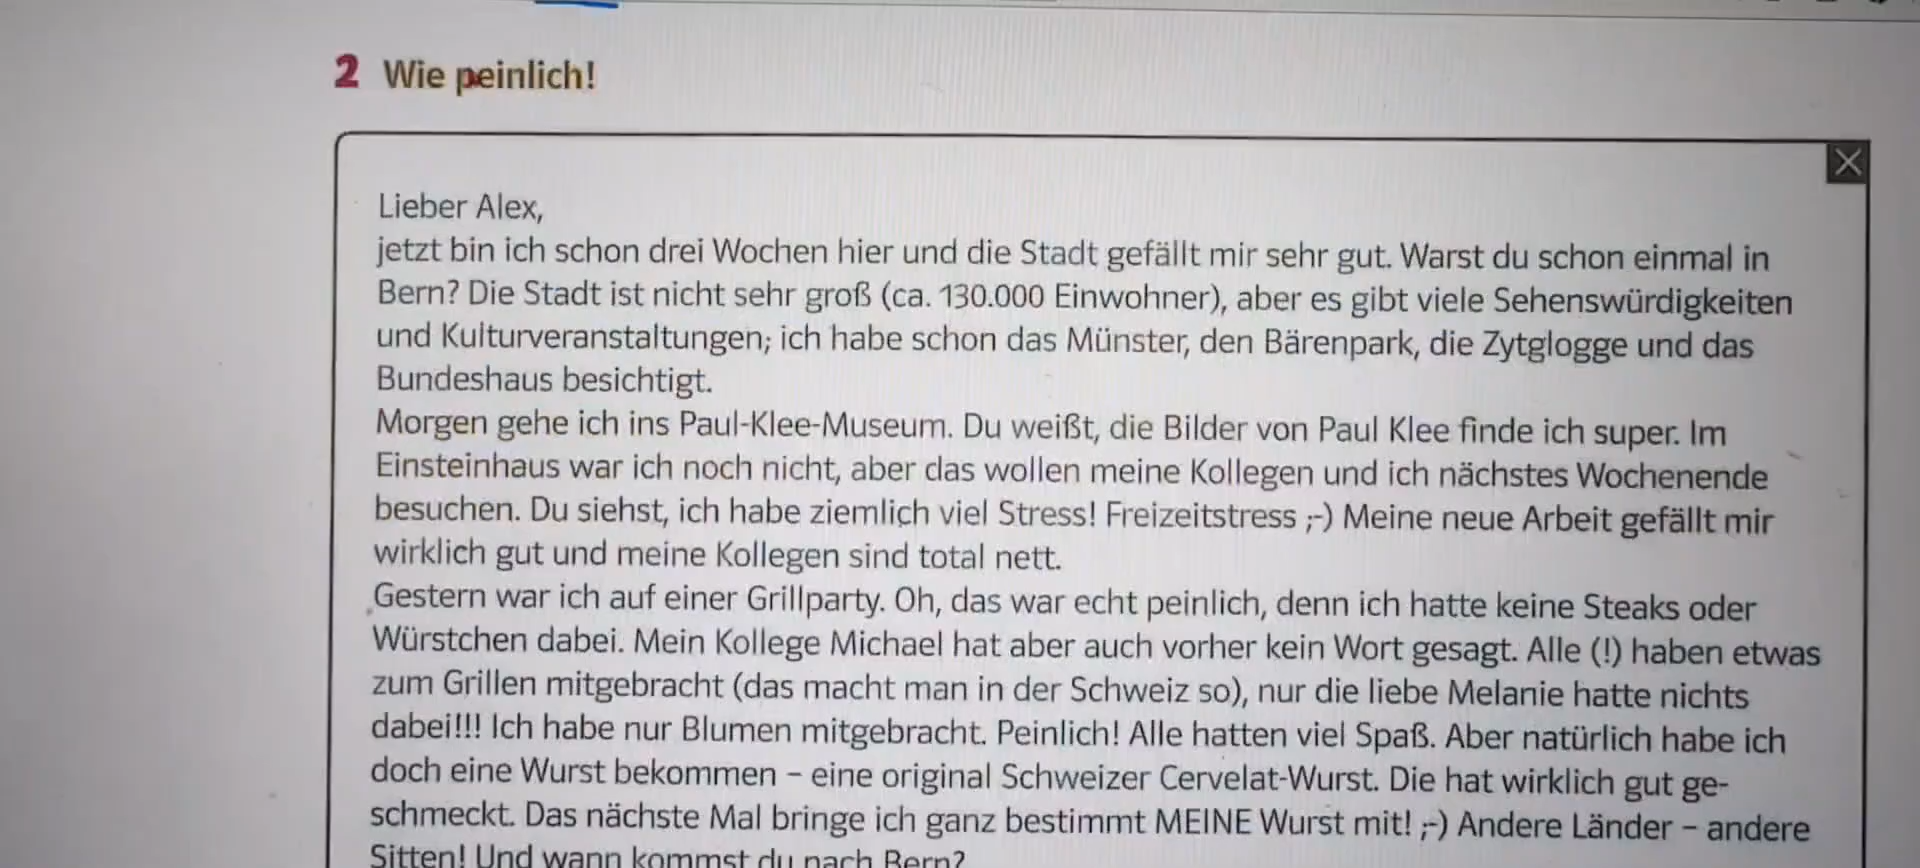 2 Wie peinlich!
Lieber Alex,
jetzt bin ich schon drei Wochen hier und die Stadt gefällt mir sehr gut. Warst du schon einmal in
Bern? Die Stadt ist nicht sehr groß (ca. 130.000 Einwohner), aber es gibt viele Sehenswürdigkeiten
und Kulturveranstaltungen; ich habe schon das Münster, den Bärenpark, die Zytglogge und das
Bundeshaus besichtigt.
Morgen gehe ich ins Paul-Klee-Museum. Du weißt, die Bilder von Paul Klee finde ich super. Im
Einsteinhaus war ich noch nicht, aber das wollen meine Kollegen und ich nächstes Wochenende
besuchen. Du siehst, ich habe ziemlich viel Stress! Freizeitstress ;-) Meine neue Arbeit gefällt mir
wirklich gut und meine Kollegen sind total nett.
Gestern war ich auf einer Grillparty. Oh, das war echt peinlich, denn ich hatte keine Steaks oder
Würstchen dabei. Mein Kollege Michael hat aber auch vorher kein Wort gesagt. Alle (!) haben etwas
zum Grillen mitgebracht (das macht man in der Schweiz so), nur die liebe Melanie hatte nichts
dabei!!! Ich habe nur Blumen mitgebracht. Peinlich! Alle hatten viel Spaß. Aber natürlich habe ich
doch eine Wurst bekommen – eine original Schweizer Cervelat-Wurst. Die hat wirklich gut ge-
schmeckt. Das nächste Mal bringe ich ganz bestimmt MEINE Wurst mit! ;-) Andere Länder – andere
Sitten! Und wann kommst du nach Bern?